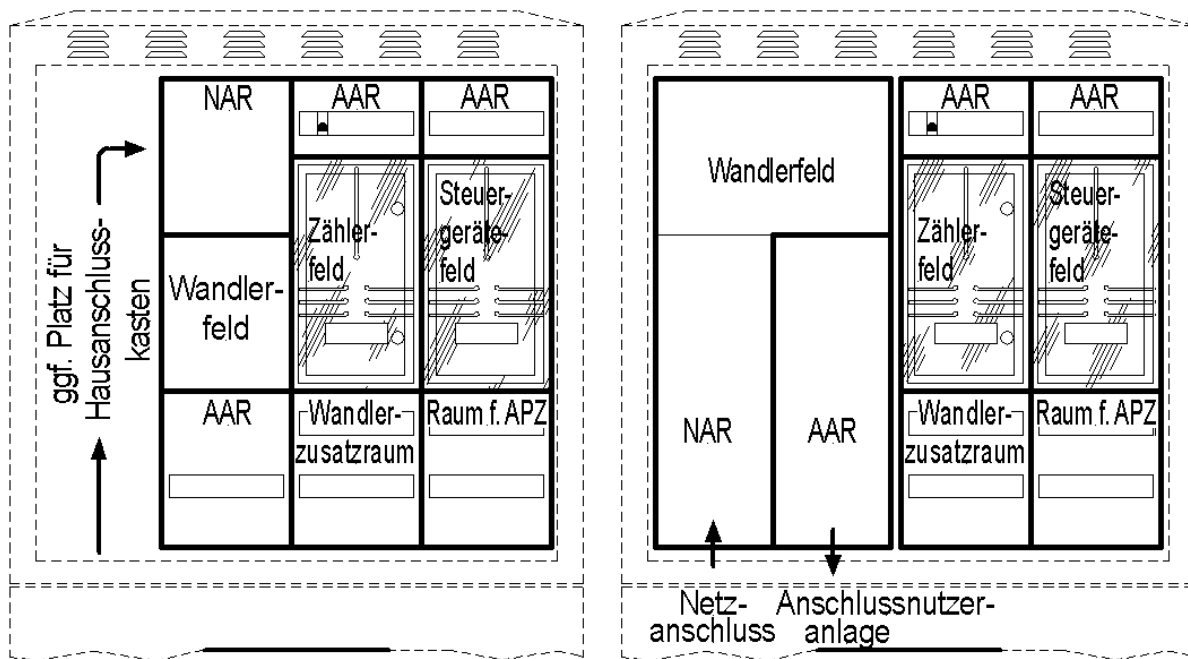 NAR
AAR
AAR
ggf. Platz für
Hausanschluss-
kasten
Zähler-
feld
Steuer-
geräte-
feld
Wandler-
feld
AAR
Wandler-
zusatzraum
Raum f. APZ
Wandlerfeld
AAR
AAR
Zähler-
feld
Steuer-
geräte-
feld
NAR
AAR
Wandler-
zusatzraum
Raum f. APZ
Netz-
anschluss
Anschlussnutzer-
anlage